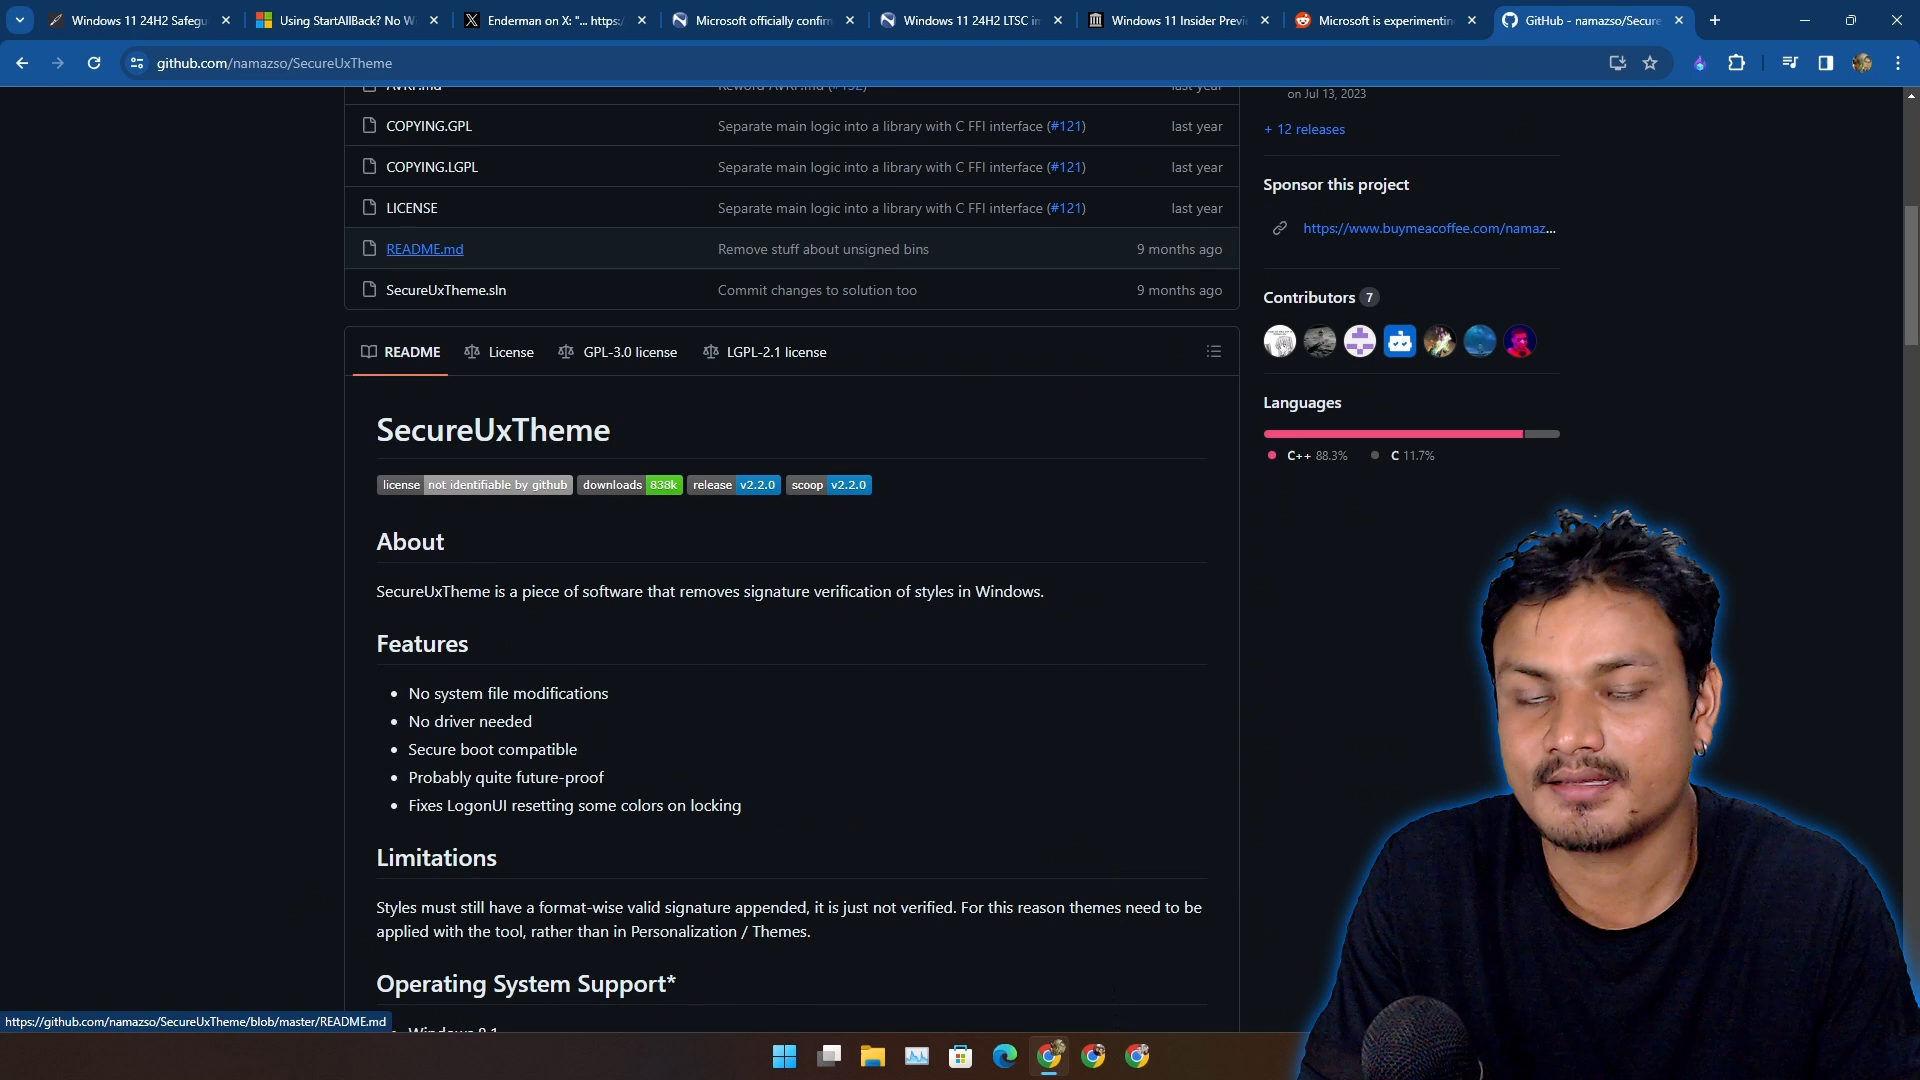 Windows 11 24H2 Safegu
Using StartAllBack? No W
Enderman on X: "... https:/
Microsoft officially confirm
Windows 11 24H2 LTSC in
Windows 11 Insider Previ
Microsoft is experimentin
GitHub - namazso/Secure
github.com/namazso/SecureUxTheme
last year
on Jul 13, 2023
COPYING.GPL
Separate main logic into a library with C FFI interface (#121)
last year
+ 12 releases
COPYING.LGPL
Separate main logic into a library with C FFI interface (#121)
last year
Sponsor this project
LICENSE
Separate main logic into a library with C FFI interface (#121)
last year
https://www.buymeacoffee.com/namaz...
README.md
Remove stuff about unsigned bins
9 months ago
SecureUxTheme.sln
Commit changes to solution too
9 months ago
Contributors 7
README
License
GPL-3.0 license
LGPL-2.1 license
Languages
C++ 88.3%
C 11.7%
SecureUxTheme
license not identifiable by github
downloads 838k
release v2.2.0
scoop v2.2.0
About
SecureUxTheme is a piece of software that removes signature verification of styles in Windows.
Features
No system file modifications
No driver needed
Secure boot compatible
Probably quite future-proof
Fixes LogonUI resetting some colors on locking
Limitations
Styles must still have a format-wise valid signature appended, it is just not verified. For this reason themes need to be
applied with the tool, rather than in Personalization / Themes.
Operating System Support*
https://github.com/namazso/SecureUxTheme/blob/master/README.md